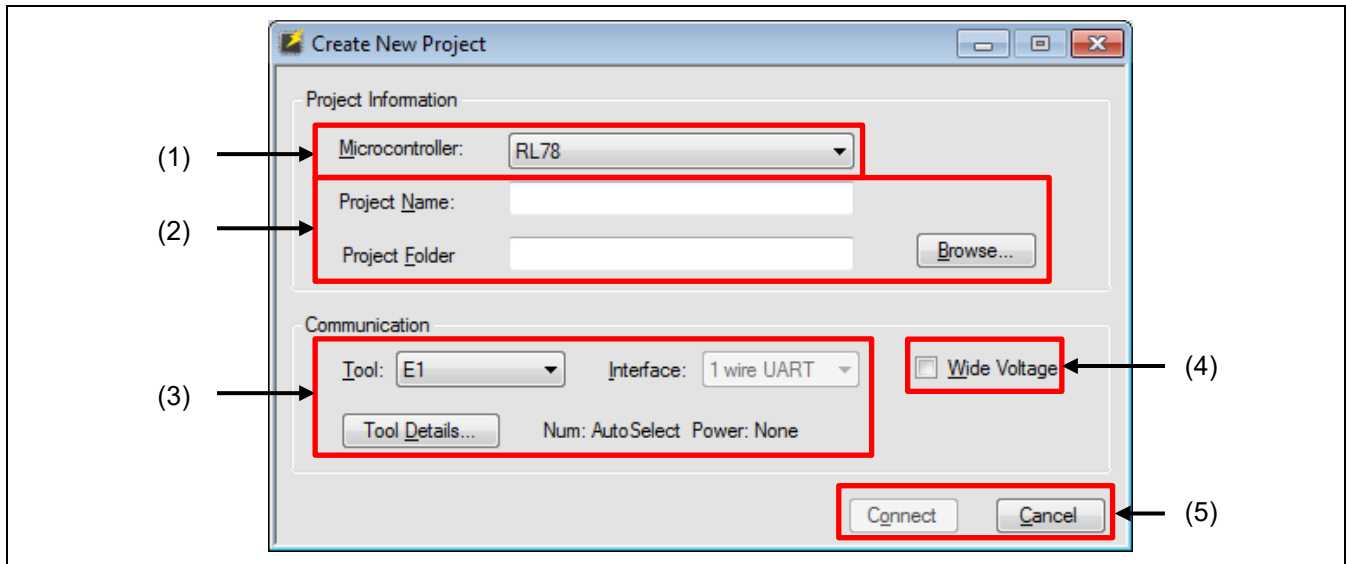 Create New Project
Project Information
(1) Microcontroller: RL78
Project Name:
(2)
Project Folder Browse...
Communication
Tool: E1 Interface: 1 wire UART Wide Voltage (4)
(3)
Tool Details... Num: AutoSelect Power: None
Connect Cancel (5)